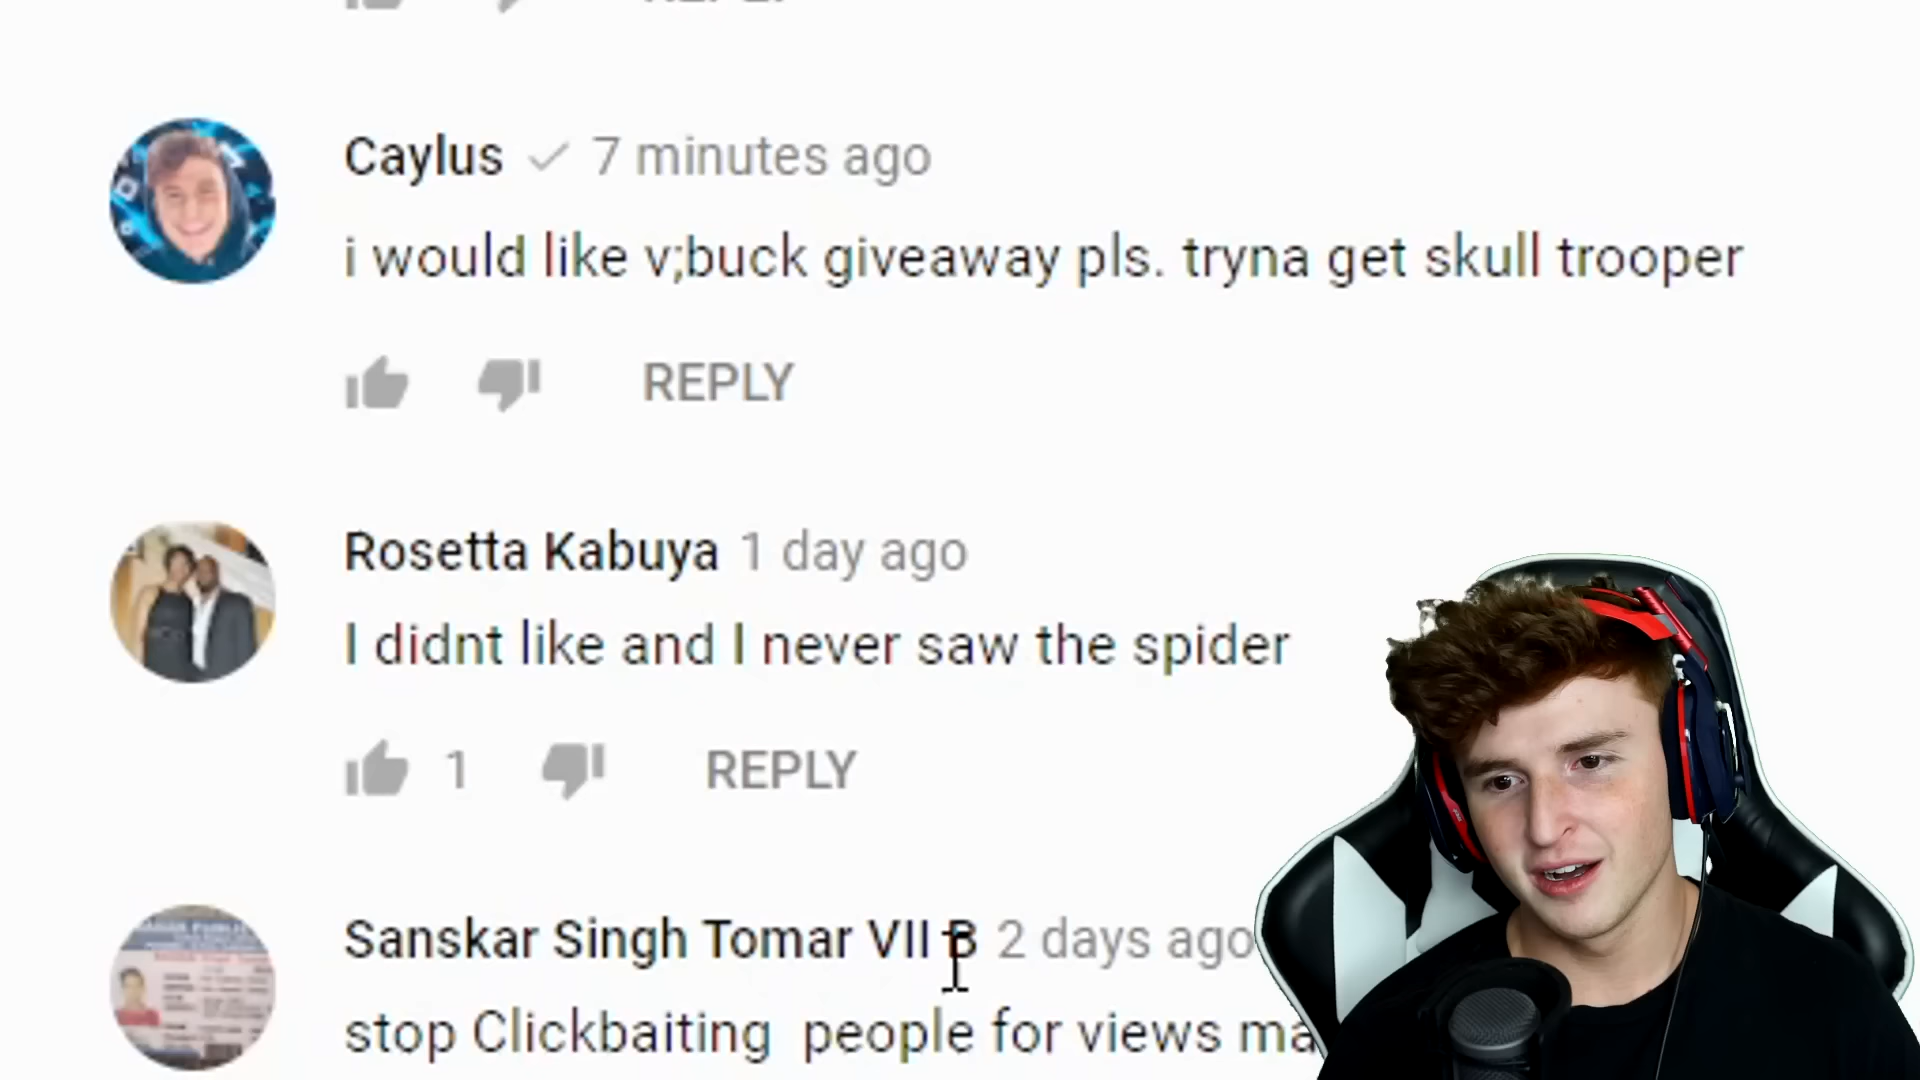 Caylus 7 minutes ago
i would like v;buck giveaway pls. tryna get skull trooper
REPLY
Rosetta Kabuya 1 day ago
I didnt like and I never saw the spider
1 REPLY
Sanskar Singh Tomar VII B 2 days ago
stop Clickbaiting people for views